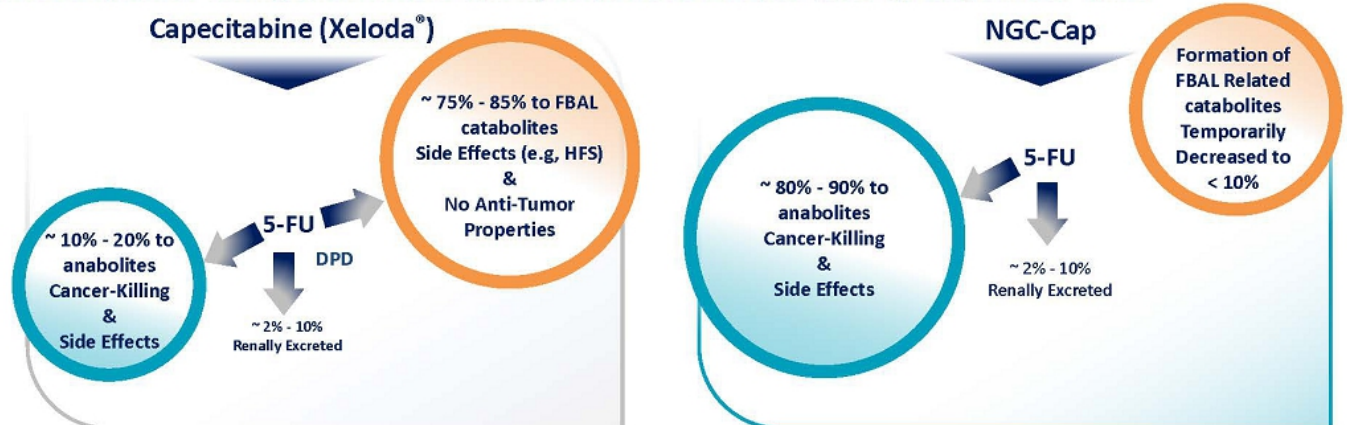 Capecitabine (Xeloda®)
~ 75% - 85% to FBAL
catabolites
Side Effects (e.g, HFS)
&
No Anti-Tumor
Properties
5-FU
DPD
~ 10% - 20% to
anabolites
Cancer-Killing
&
Side Effects
~ 2% - 10%
Renally Excreted
NGC-Cap
Formation of
FBAL Related
catabolites
Temporarily
Decreased to
< 10%
5-FU
~ 80% - 90% to
anabolites
Cancer-Killing
&
Side Effects
~ 2% - 10%
Renally Excreted